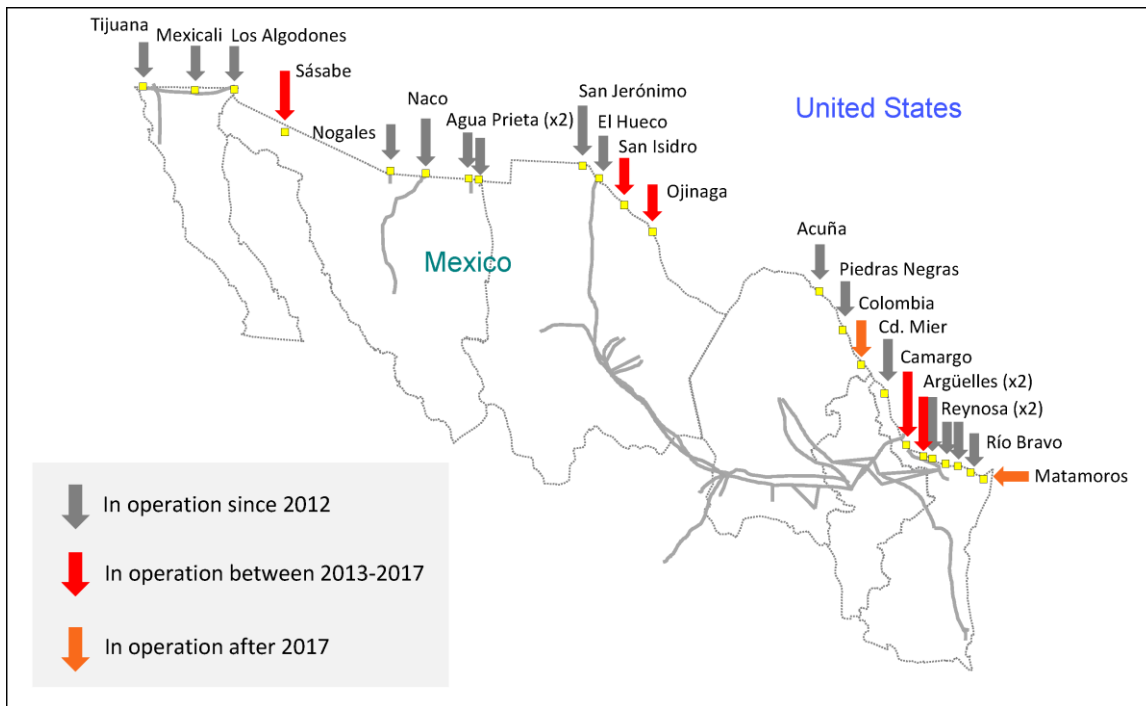 Tijuana
Mexicali
Los Algodones
Sásabe
Nogales
Naco
Agua Prieta (x2)
San Jerónimo
El Hueco
San Isidro
Ojinaga
United States
Mexico
Acuña
Piedras Negras
Colombia
Cd. Mier
Camargo
Argüelles (x2)
Reynosa (x2)
Río Bravo
Matamoros
In operation since 2012
In operation between 2013-2017
In operation after 2017